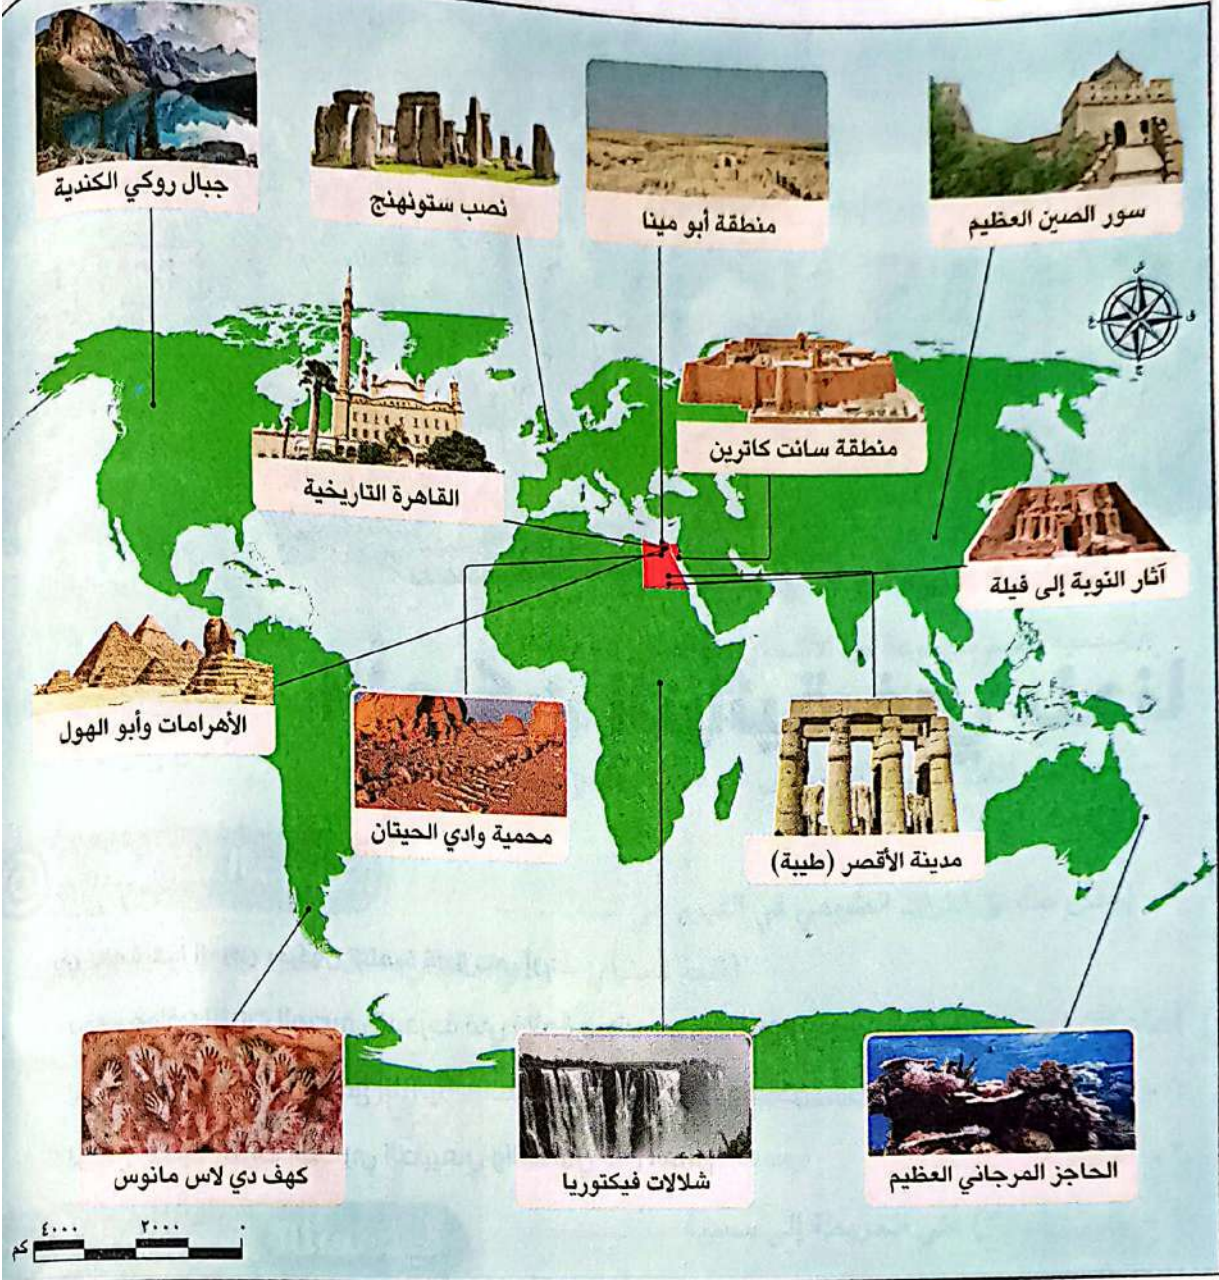 جبال روكي الكندية
نصب ستونهنج
منطقة أبو مينا
سور الصين العظيم
ش
ق
غ
ج
منطقة سانت كاترين
القاهرة التاريخية
آثار النوبة إلى فيلة
الأهرامات وأبو الهول
محمية وادي الحيتان
مدينة الأقصر (طيبة)
كهف دي لاس مانوس
شلالات فيكتوريا
الحاجز المرجاني العظيم
٤٠٠٠ ٢٠٠٠ ٠
كم